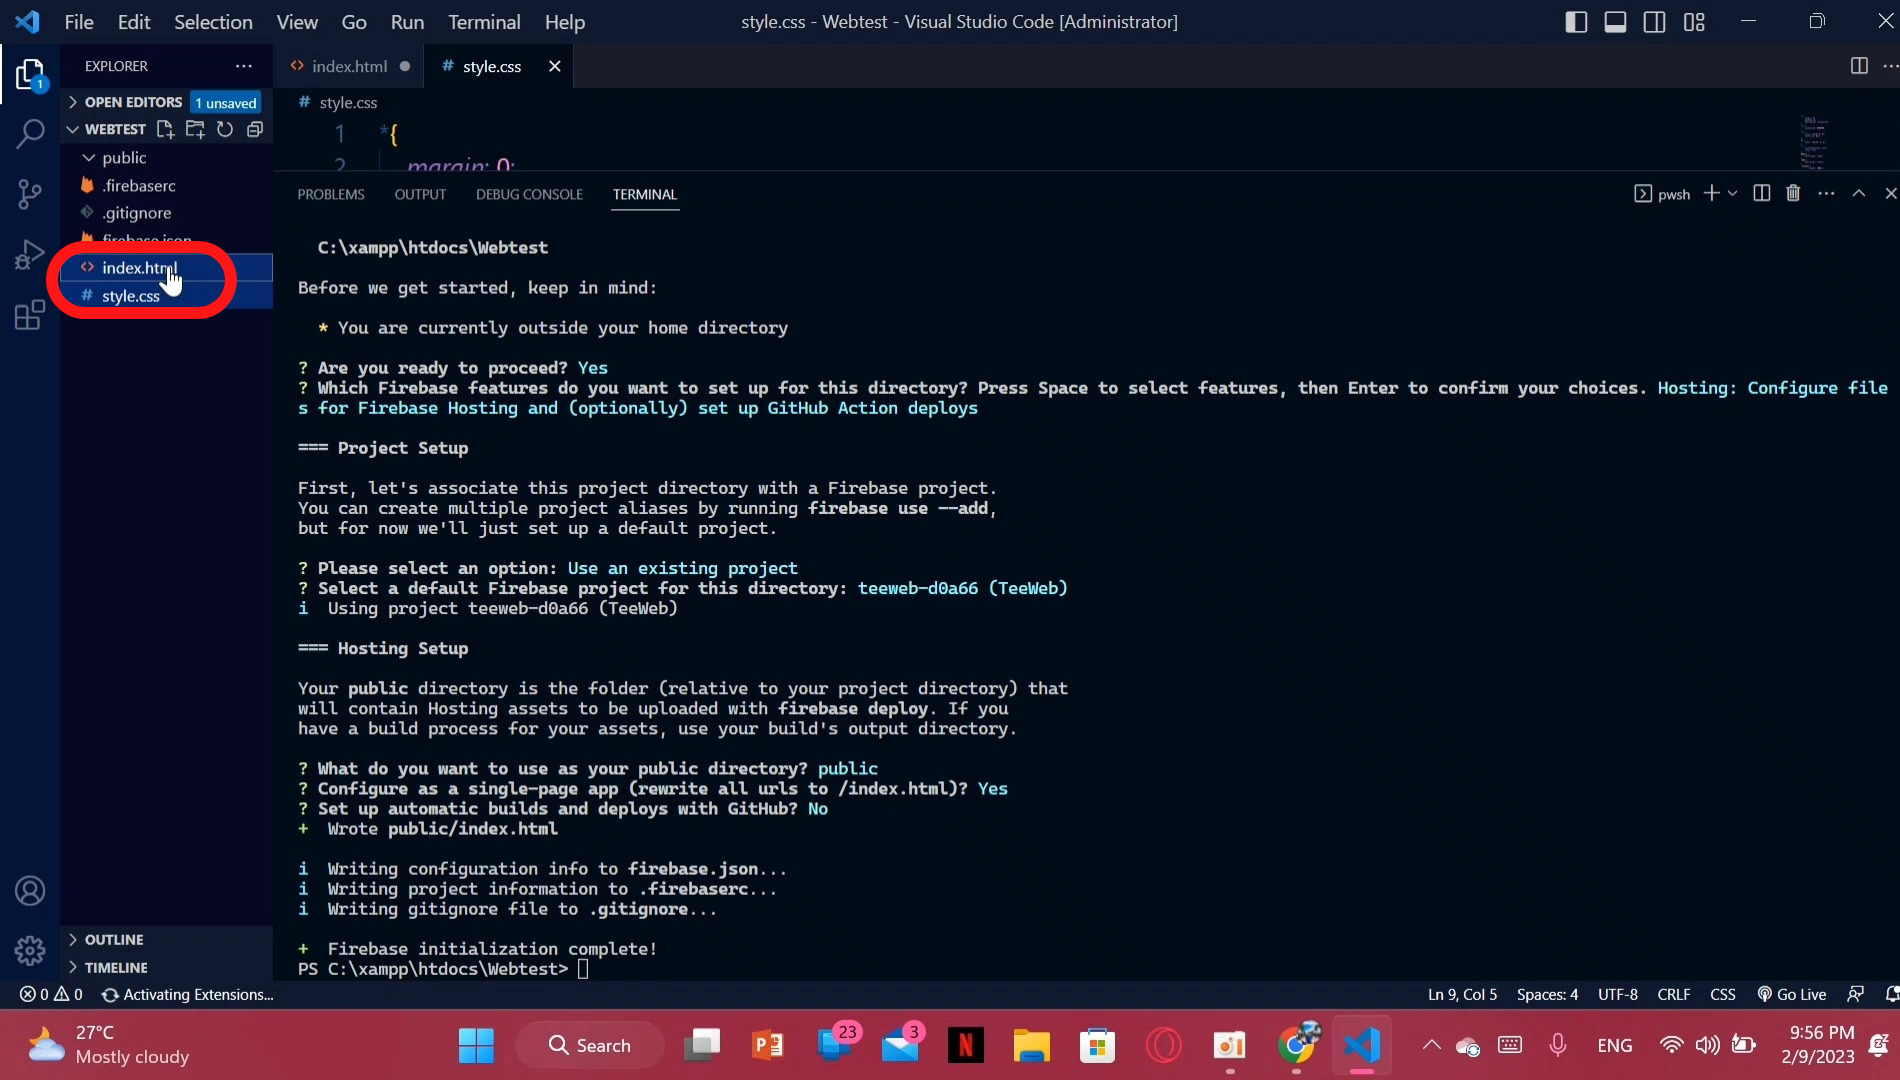 File Edit Selection View Go Run Terminal Help
style.css - Webtest - Visual Studio Code [Administrator]
EXPLORER
index.html
# style.css
1
OPEN EDITORS 1 unsaved
# style.css
WEBTEST
1 *{
2 margin: 0;
public
.firebaserc
.gitignore
firebase.json
<> index.html
# style.css
PROBLEMS OUTPUT DEBUG CONSOLE TERMINAL
pwsh
C:\xampp\htdocs\Webtest
Before we get started, keep in mind:
* You are currently outside your home directory
? Are you ready to proceed? Yes
? Which Firebase features do you want to set up for this directory? Press Space to select features, then Enter to confirm your choices. Hosting: Configure file
s for Firebase Hosting and (optionally) set up GitHub Action deploys
=== Project Setup
First, let's associate this project directory with a Firebase project.
You can create multiple project aliases by running firebase use --add,
but for now we'll just set up a default project.
? Please select an option: Use an existing project
? Select a default Firebase project for this directory: teeweb-d0a66 (TeeWeb)
i Using project teeweb-d0a66 (TeeWeb)
=== Hosting Setup
Your public directory is the folder (relative to your project directory) that
will contain Hosting assets to be uploaded with firebase deploy. If you
have a build process for your assets, use your build's output directory.
? What do you want to use as your public directory? public
? Configure as a single-page app (rewrite all urls to /index.html)? Yes
? Set up automatic builds and deploys with GitHub? No
+ Wrote public/index.html
i Writing configuration info to firebase.json...
i Writing project information to .firebaserc...
i Writing gitignore file to .gitignore...
+ Firebase initialization complete!
PS C:\xampp\htdocs\Webtest>
OUTLINE
TIMELINE
0 0 Activating Extensions...
Ln 9, Col 5 Spaces: 4 UTF-8 CRLF CSS Go Live
27°C
Mostly cloudy
Search
23
3
ENG
9:56 PM
2/9/2023